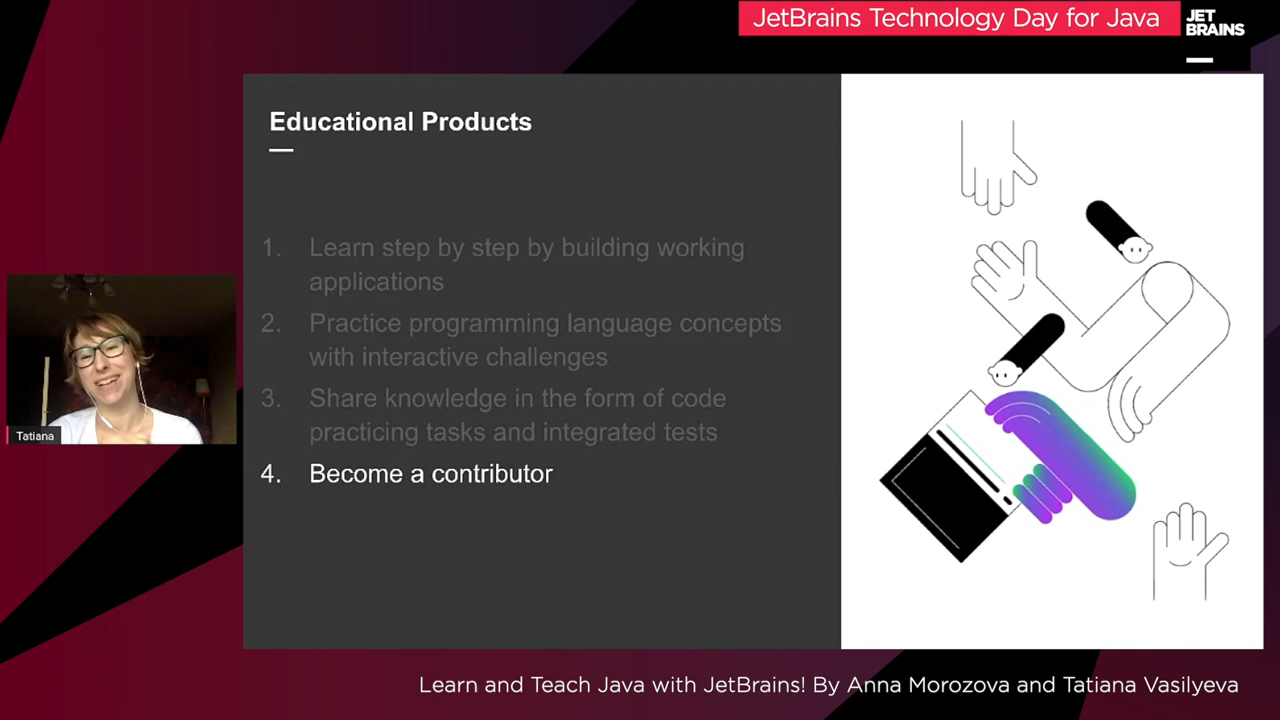 JetBrains Technology Day for Java
JET
BRAINS
Educational Products
1. Learn step by step by building working
applications
2. Practice programming language concepts
with interactive challenges
3. Share knowledge in the form of code
practicing tasks and integrated tests
4. Become a contributor
Tatiana
Learn and Teach Java with JetBrains! By Anna Morozova and Tatiana Vasilyeva